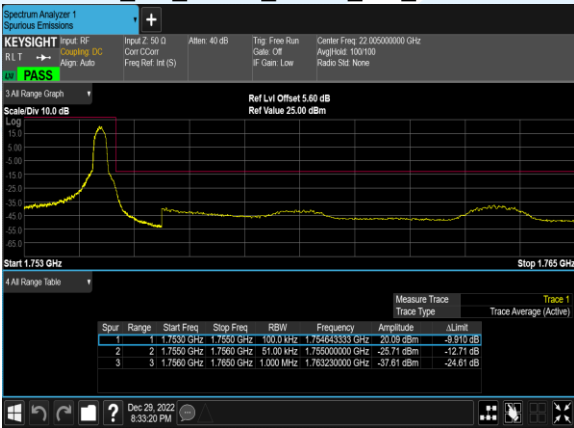 Spectrum Analyzer 1
Spurious Emissions
+
KEYSIGHT Input: RF Input Z: 50 Ω Atten: 40 dB Trig: Free Run Center Freq: 22.005000000 GHz
RLT Coupling: DC Corr CCorr Gate: Off Avg|Hold: 100/100
Align: Auto Freq Ref: Int (S) IF Gain: Low Radio Std: None
LXI PASS
3 All Range Graph
Ref Lvl Offset 5.60 dB
Scale/Div 10.0 dB Ref Value 25.00 dBm
Log
15.0
5.00
-5.00
-15.0
-25.0
-35.0
-45.0
-55.0
-65.0
Start 1.753 GHz Stop 1.765 GHz
4 All Range Table
Measure Trace Trace 1
Trace Type Trace Average (Active)
Spur Range Start Freq Stop Freq RBW Frequency Amplitude ΔLimit
1 1 1.7530 GHz 1.7550 GHz 100.0 kHz 1.754643333 GHz 20.09 dBm -9.910 dB
2 2 1.7550 GHz 1.7560 GHz 51.00 kHz 1.755000000 GHz -25.71 dBm -12.71 dB
3 3 1.7560 GHz 1.7650 GHz 1.000 MHz 1.763230000 GHz -37.61 dBm -24.61 dB
? Dec 29, 2022
8:33:20 PM